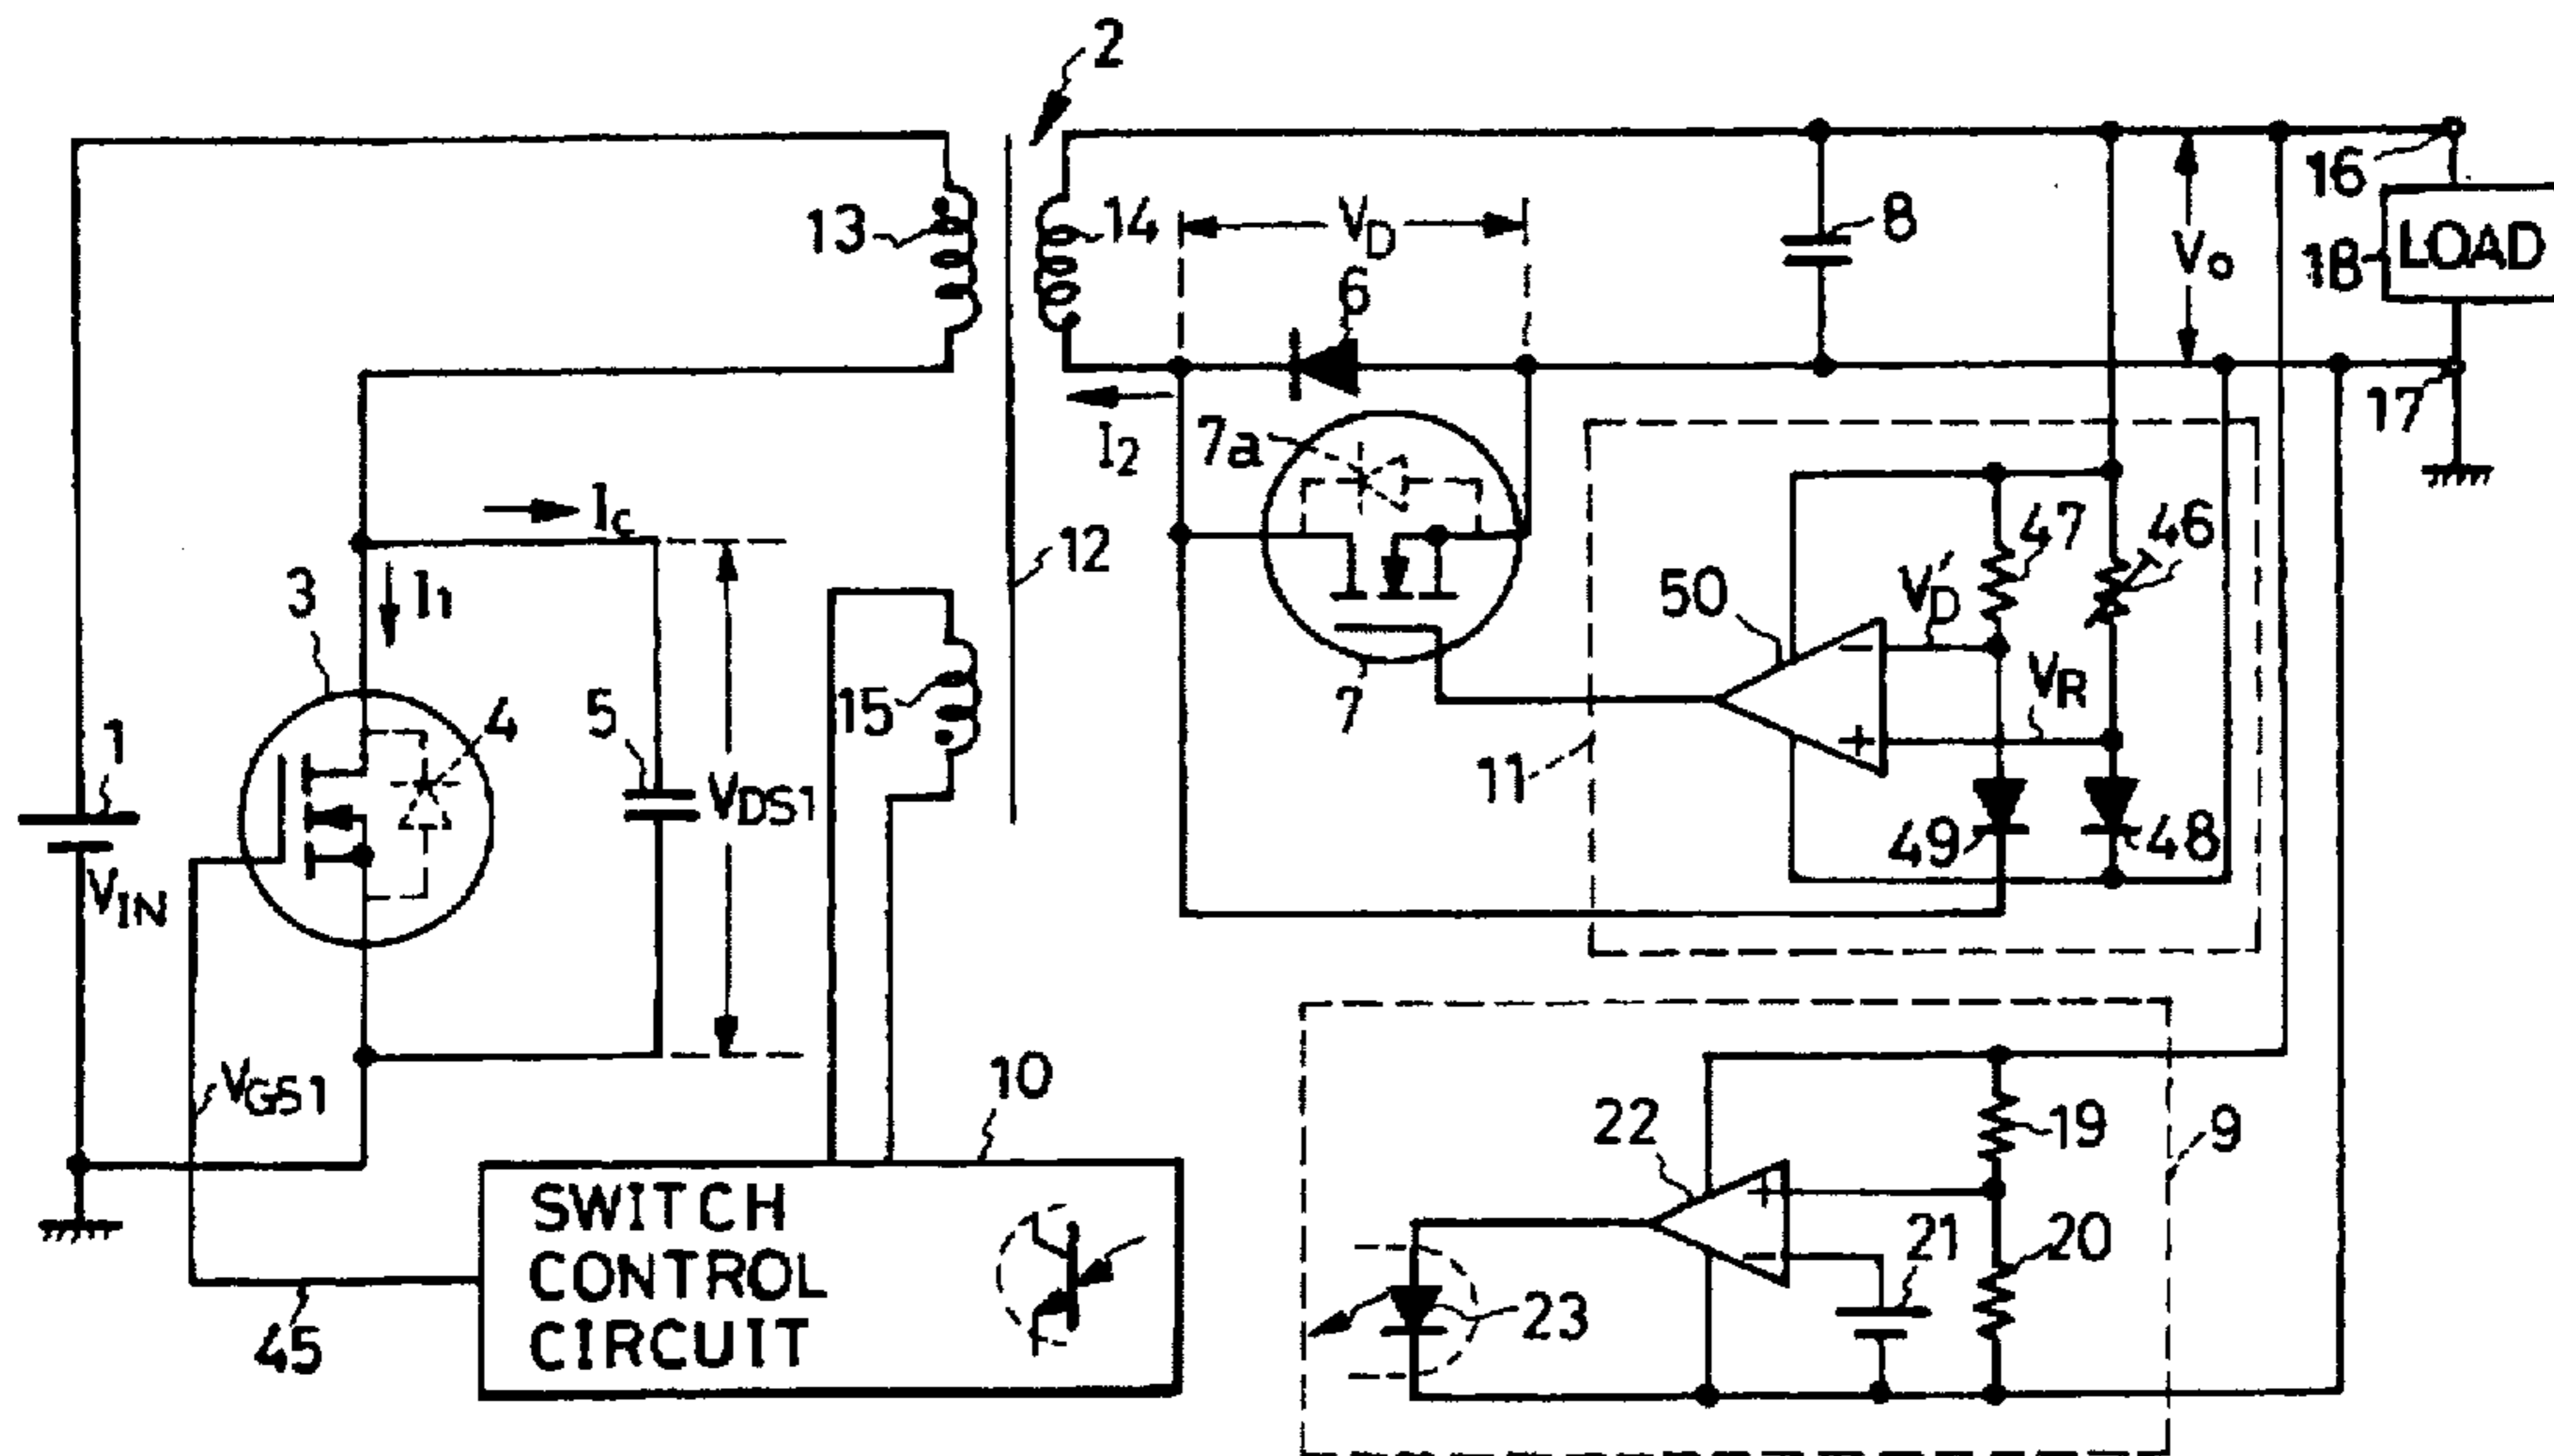 2
16
13
14
VD
8
Vo
18
LOAD
6
17
7a
I2
Ic
12
47
46
3
I1
50
V'D
VR
4
5
15
7
−
+
1
VDS1
11
49
48
VIN
10
VGS1
22
19
9
SWITCH
CONTROL
CIRCUIT
+
−
21
20
23
45